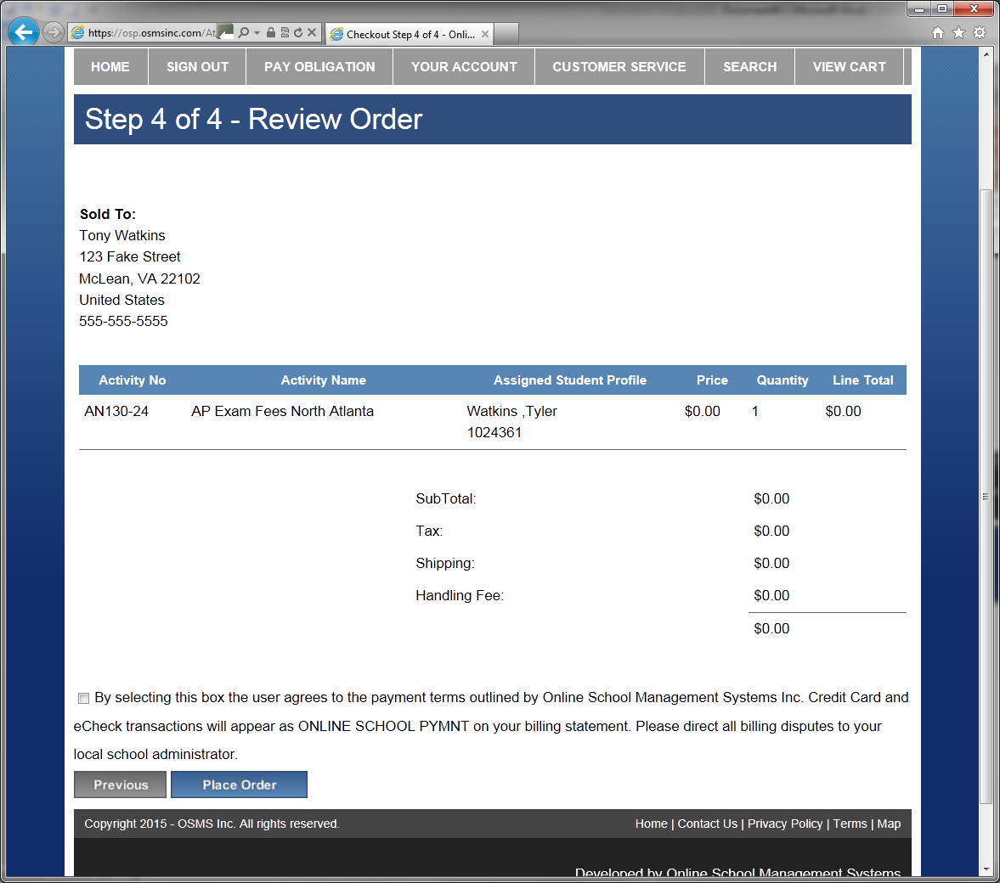 https://osp.osmsinc.com/At
Checkout Step 4 of 4 - Onli...
HOME SIGN OUT PAY OBLIGATION YOUR ACCOUNT CUSTOMER SERVICE SEARCH VIEW CART
Step 4 of 4 - Review Order
Sold To:
Tony Watkins
123 Fake Street
McLean, VA 22102
United States
555-555-5555
Activity No Activity Name Assigned Student Profile Price Quantity Line Total
AN130-24 AP Exam Fees North Atlanta Watkins ,Tyler $0.00 1 $0.00
1024361
SubTotal: $0.00
Tax: $0.00
Shipping: $0.00
Handling Fee: $0.00
$0.00
By selecting this box the user agrees to the payment terms outlined by Online School Management Systems Inc. Credit Card and
eCheck transactions will appear as ONLINE SCHOOL PYMNT on your billing statement. Please direct all billing disputes to your
local school administrator.
Previous Place Order
Copyright 2015 - OSMS Inc. All rights reserved. Home | Contact Us | Privacy Policy | Terms | Map
Developed by Online School Management Systems